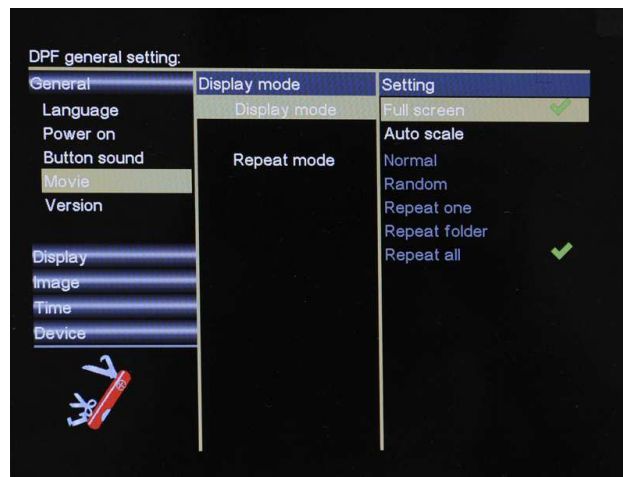 DPF general setting:
General
Language
Power on
Button sound
Movie
Version
Display
Image
Time
Device
Display mode
Display mode
Repeat mode
Setting
Full screen
Auto scale
Normal
Random
Repeat one
Repeat folder
Repeat all